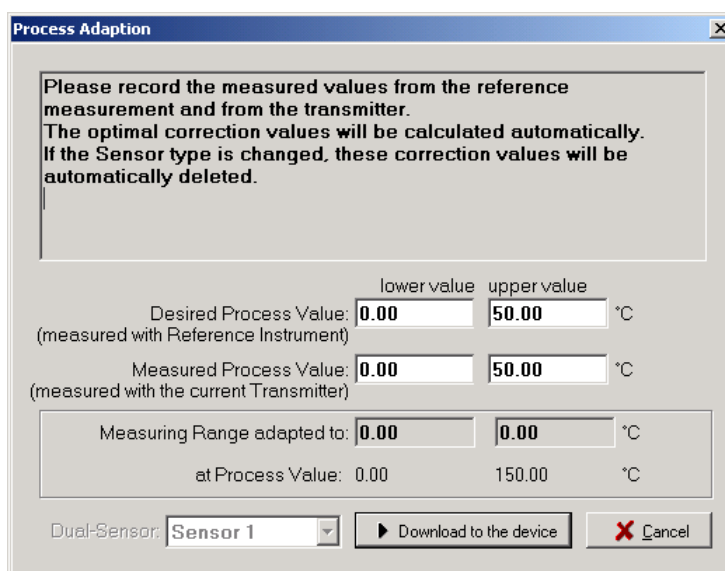 Process Adaption
Please record the measured values from the reference
measurement and from the transmitter.
The optimal correction values will be calculated automatically.
If the Sensor type is changed, these correction values will be
automatically deleted.
lower value upper value
Desired Process Value: 0.00 50.00 °C
(measured with Reference Instrument)
Measured Process Value: 0.00 50.00 °C
(measured with the current Transmitter)
Measuring Range adapted to: 0.00 0.00 °C
at Process Value: 0.00 150.00 °C
Dual-Sensor: Sensor 1 Download to the device Cancel